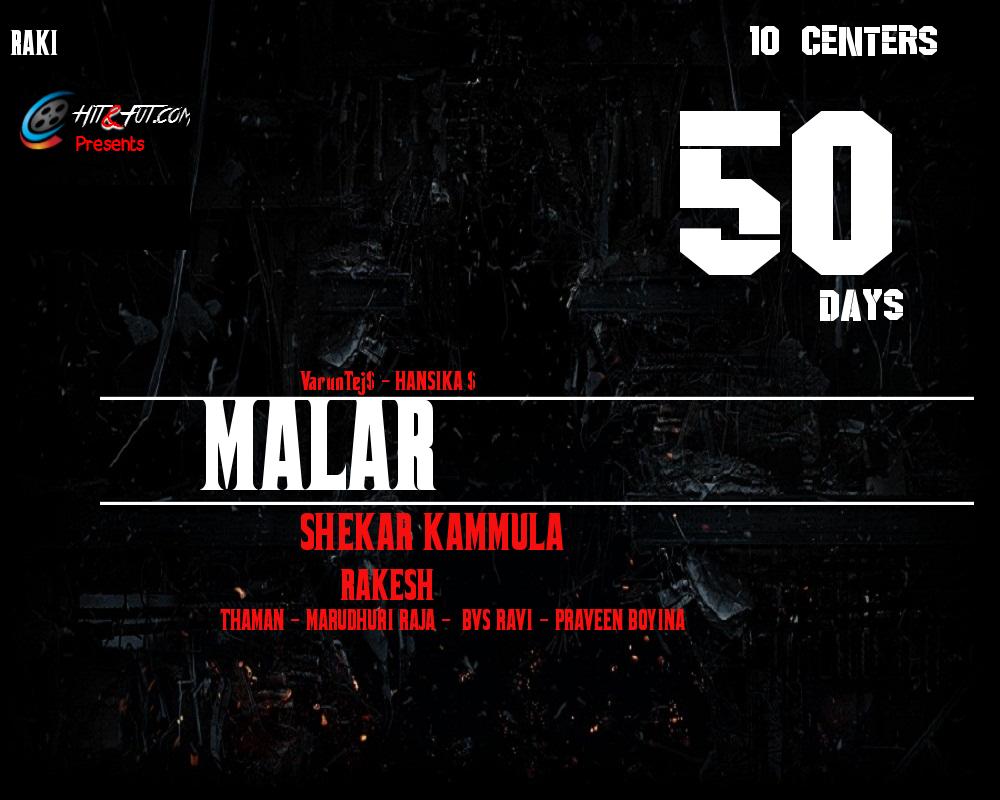 RAKI
10 CENTERS
HIT&FUT.COM
Presents
50
DAYS
VarunTej$ - HANSIKA $
MALAR
SHEKAR KAMMULA
RAKESH
THAMAN - MARUDHURI RAJA - BVS RAVI - PRAVEEN BOYINA